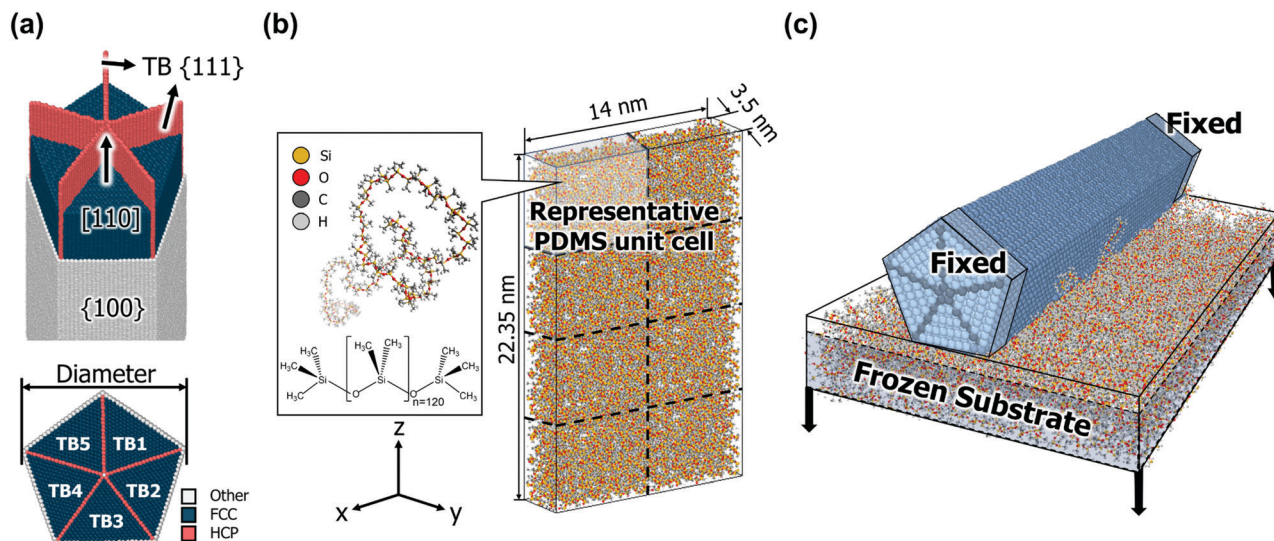 (a)
TB {111}
[110]
{100}
Diameter
TB5
TB1
TB4
TB2
TB3
Other
FCC
HCP
(b)
14 nm
3.5 nm
22.35 nm
Si
O
C
H
Representative
PDMS unit cell
H₃C
CH₃
H₃C
CH₃
CH₃
H₃C
Si
Si
Si
H₃C
O
O
CH₃
CH₃
n=120
z
x
y
(c)
Fixed
Fixed
Frozen Substrate